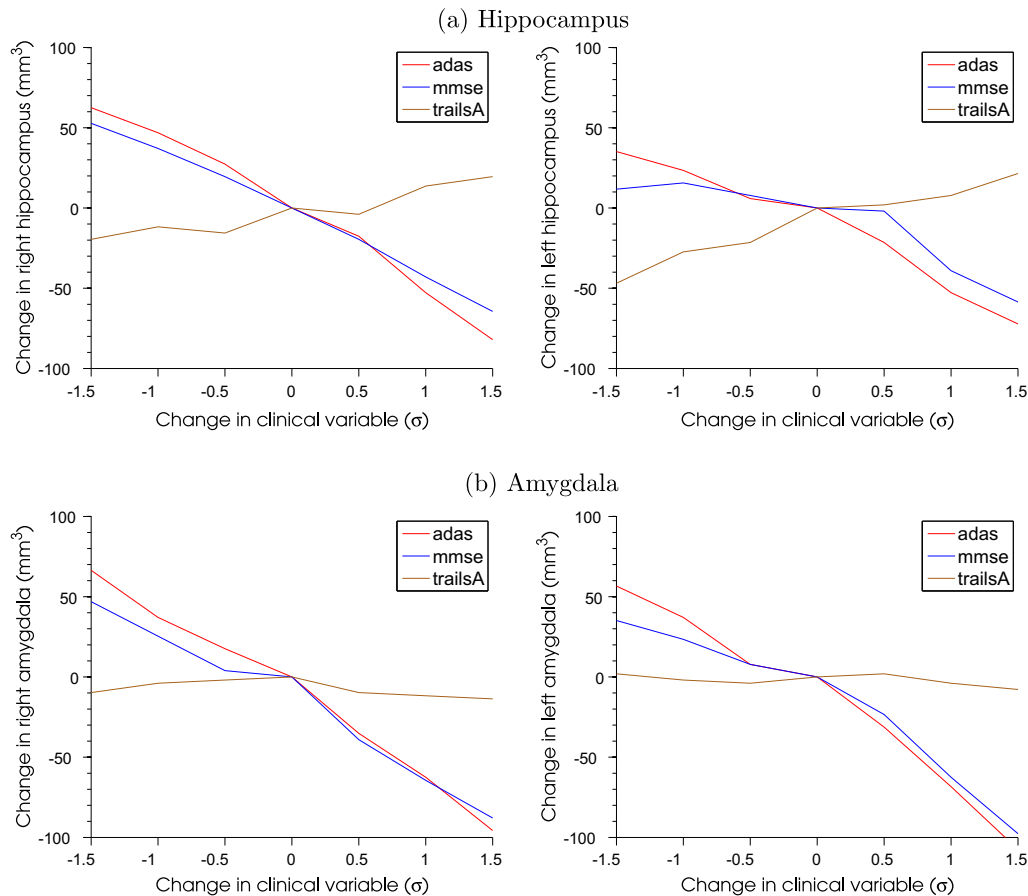 (a) Hippocampus
Change in right hippocampus (mm³)
100
50
0
-50
-100
adas
mmse
trailsA
-1.5 -1 -0.5 0 0.5 1 1.5
Change in clinical variable (σ)
Change in left hippocampus (mm³)
100
50
0
-50
-100
adas
mmse
trailsA
-1.5 -1 -0.5 0 0.5 1 1.5
Change in clinical variable (σ)
(b) Amygdala
Change in right amygdala (mm³)
100
50
0
-50
-100
adas
mmse
trailsA
-1.5 -1 -0.5 0 0.5 1 1.5
Change in clinical variable (σ)
Change in left amygdala (mm³)
100
50
0
-50
-100
adas
mmse
trailsA
-1.5 -1 -0.5 0 0.5 1 1.5
Change in clinical variable (σ)